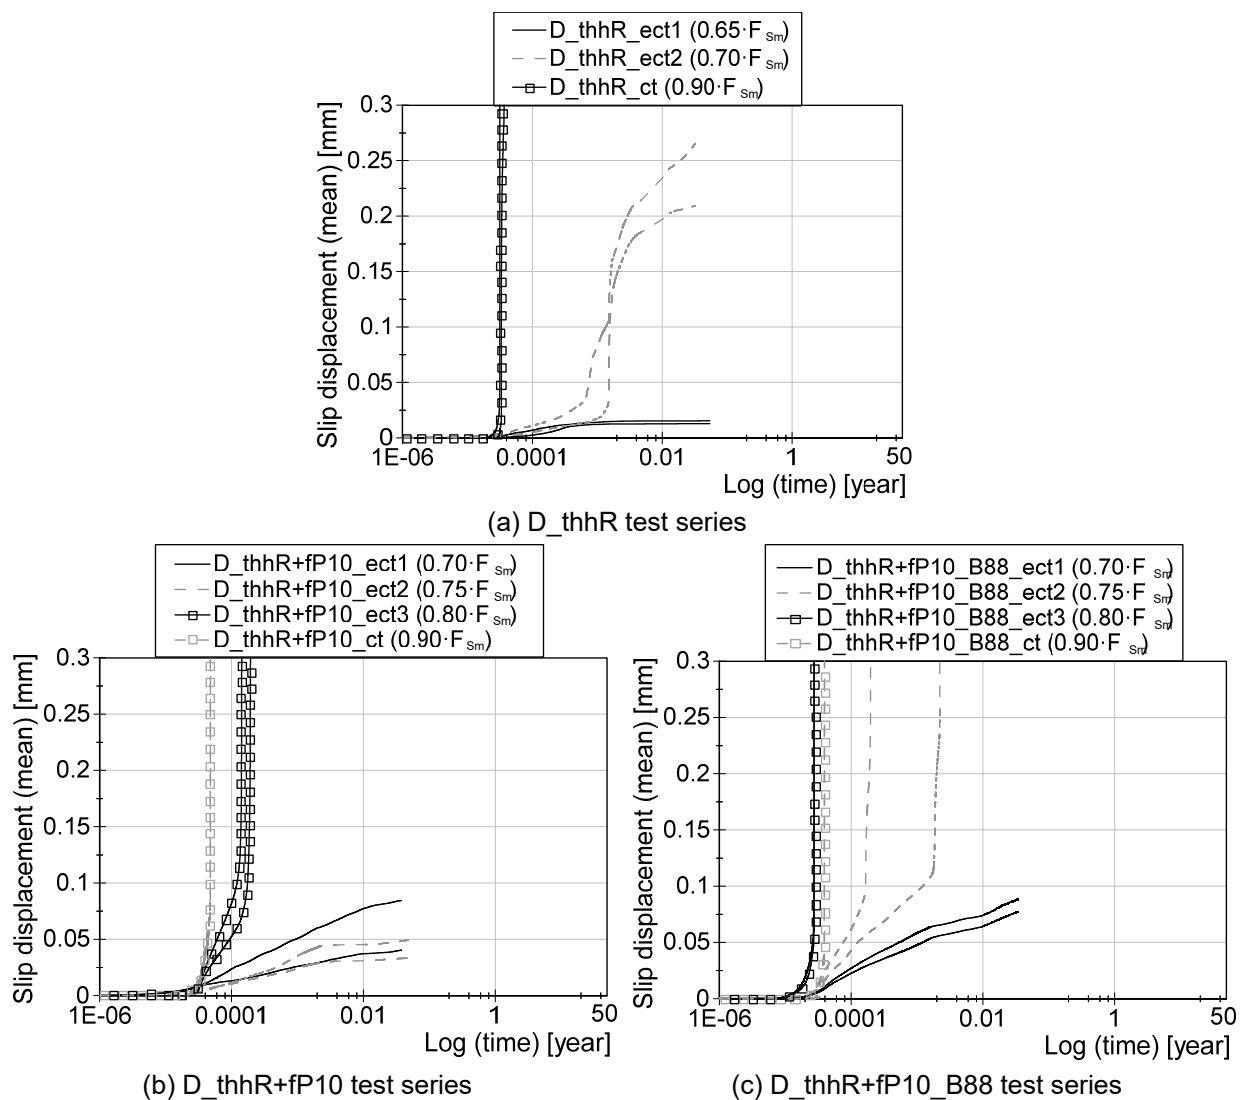 D_thhR_ect1 (0.65·F Sm)
D_thhR_ect2 (0.70·F Sm)
D_thhR_ct (0.90·F Sm)
Slip displacement (mean) [mm]
0.3
0.25
0.2
0.15
0.1
0.05
0
1E-06 0.0001 0.01 1 50
Log (time) [year]
(a) D_thhR test series
D_thhR+fP10_ect1 (0.70·F Sm)
D_thhR+fP10_ect2 (0.75·F Sm)
D_thhR+fP10_ect3 (0.80·F Sm)
D_thhR+fP10_ct (0.90·F Sm)
Slip displacement (mean) [mm]
0.3
0.25
0.2
0.15
0.1
0.05
0
1E-06 0.0001 0.01 1 50
Log (time) [year]
(b) D_thhR+fP10 test series
D_thhR+fP10_B88_ect1 (0.70·F Sm)
D_thhR+fP10_B88_ect2 (0.75·F Sm)
D_thhR+fP10_B88_ect3 (0.80·F Sm)
D_thhR+fP10_B88_ct (0.90·F Sm)
Slip displacement (mean) [mm]
0.3
0.25
0.2
0.15
0.1
0.05
0
1E-06 0.0001 0.01 1 50
Log (time) [year]
(c) D_thhR+fP10_B88 test series